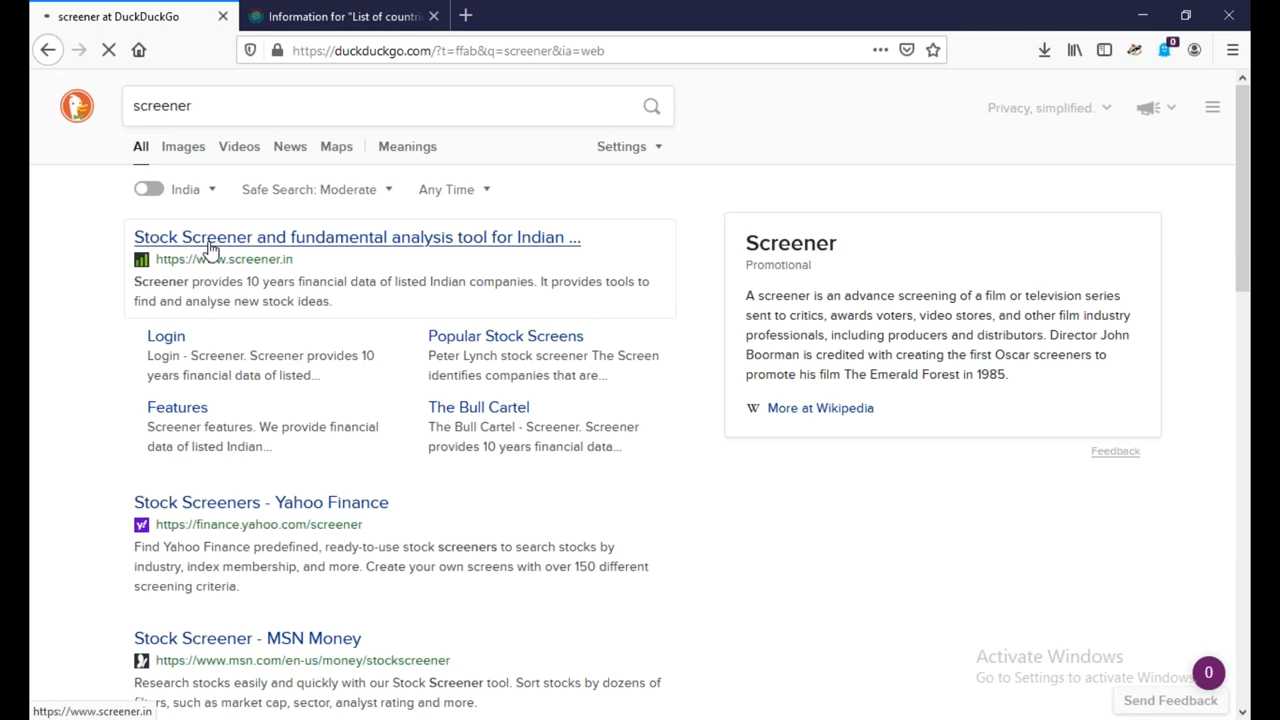 screener at DuckDuckGo
Information for "List of countri
https://duckduckgo.com/?t=ffab&q=screener&ia=web
0
screener
Privacy, simplified.
All Images Videos News Maps Meanings Settings
India Safe Search: Moderate Any Time
Stock Screener and fundamental analysis tool for Indian ...
https://www.screener.in
Screener provides 10 years financial data of listed Indian companies. It provides tools to
find and analyse new stock ideas.
Login
Login - Screener. Screener provides 10
years financial data of listed...
Popular Stock Screens
Peter Lynch stock screener The Screen
identifies companies that are...
Features
Screener features. We provide financial
data of listed Indian...
The Bull Cartel
The Bull Cartel - Screener. Screener
provides 10 years financial data...
Stock Screeners - Yahoo Finance
https://finance.yahoo.com/screener
Find Yahoo Finance predefined, ready-to-use stock screeners to search stocks by
industry, index membership, and more. Create your own screens with over 150 different
screening criteria.
Stock Screener - MSN Money
https://www.msn.com/en-us/money/stockscreener
Research stocks easily and quickly with our Stock Screener tool. Sort stocks by dozens of
rs, such as market cap, sector, analyst rating and more.
https://www.screener.in
Screener
Promotional
A screener is an advance screening of a film or television series
sent to critics, awards voters, video stores, and other film industry
professionals, including producers and distributors. Director John
Boorman is credited with creating the first Oscar screeners to
promote his film The Emerald Forest in 1985.
W More at Wikipedia
Feedback
Activate Windows
Go to Settings to activate Windows
0
Send Feedback